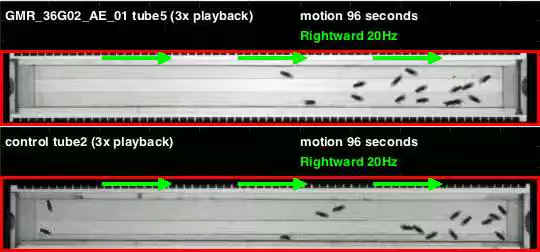 GMR_36G02_AE_01 tube5 (3x playback)
motion 96 seconds
Rightward 20Hz
control tube2 (3x playback)
motion 96 seconds
Rightward 20Hz